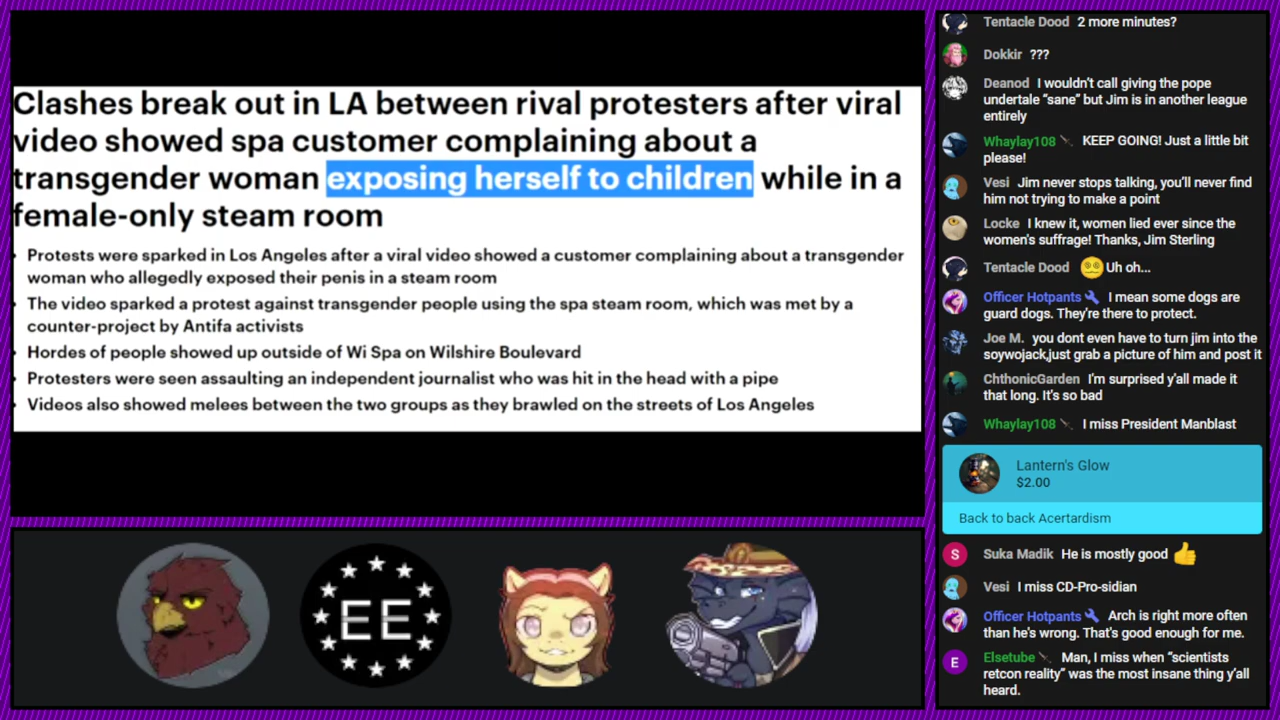 Clashes break out in LA between rival protesters after viral
video showed spa customer complaining about a
transgender woman exposing herself to children while in a
female-only steam room
Protests were sparked in Los Angeles after a viral video showed a customer complaining about a transgender
woman who allegedly exposed their penis in a steam room
The video sparked a protest against transgender people using the spa steam room, which was met by a
counter-project by Antifa activists
Hordes of people showed up outside of Wi Spa on Wilshire Boulevard
Protesters were seen assaulting an independent journalist who was hit in the head with a pipe
Videos also showed melees between the two groups as they brawled on the streets of Los Angeles
EE
Tentacle Dood 2 more minutes?
Dokkir ???
Deanod I wouldn't call giving the pope
undertale “sane” but Jim is in another league
entirely
Whaylay108 KEEP GOING! Just a little bit
please!
Vesi Jim never stops talking, you'll never find
him not trying to make a point
Locke I knew it, women lied ever since the
women's suffrage! Thanks, Jim Sterling
Tentacle Dood Uh oh...
Officer Hotpants I mean some dogs are
guard dogs. They're there to protect.
Joe M. you dont even have to turn jim into the
soywojack,just grab a picture of him and post it
ChthonicGarden I'm surprised y'all made it
that long. It's so bad
Whaylay108 I miss President Manblast
Lantern's Glow
$2.00
Back to back Acertardism
S
Suka Madik He is mostly good
Vesi I miss CD-Pro-sidian
Officer Hotpants Arch is right more often
than he's wrong. That's good enough for me.
E
Elsetube Man, I miss when “scientists
retcon reality” was the most insane thing y'all
heard.